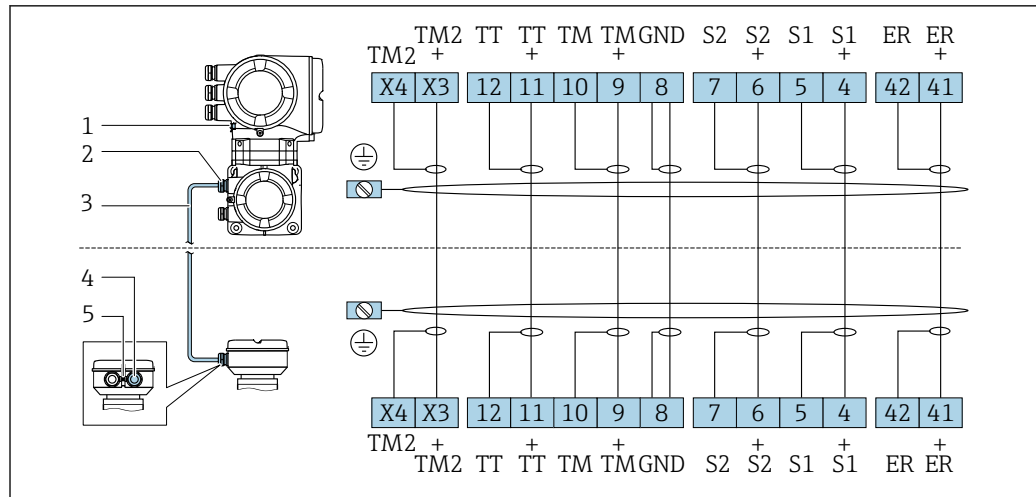 TM2 TT TT TM TM GND S2 S2 S1 S1 ER ER
TM2 + + + + + +
X4 X3 12 11 10 9 8 7 6 5 4 42 41
1
2
3
4
5
X4 X3 12 11 10 9 8 7 6 5 4 42 41
TM2 + + + + + +
TM2 TT TT TM TM GND S2 S2 S1 S1 ER ER